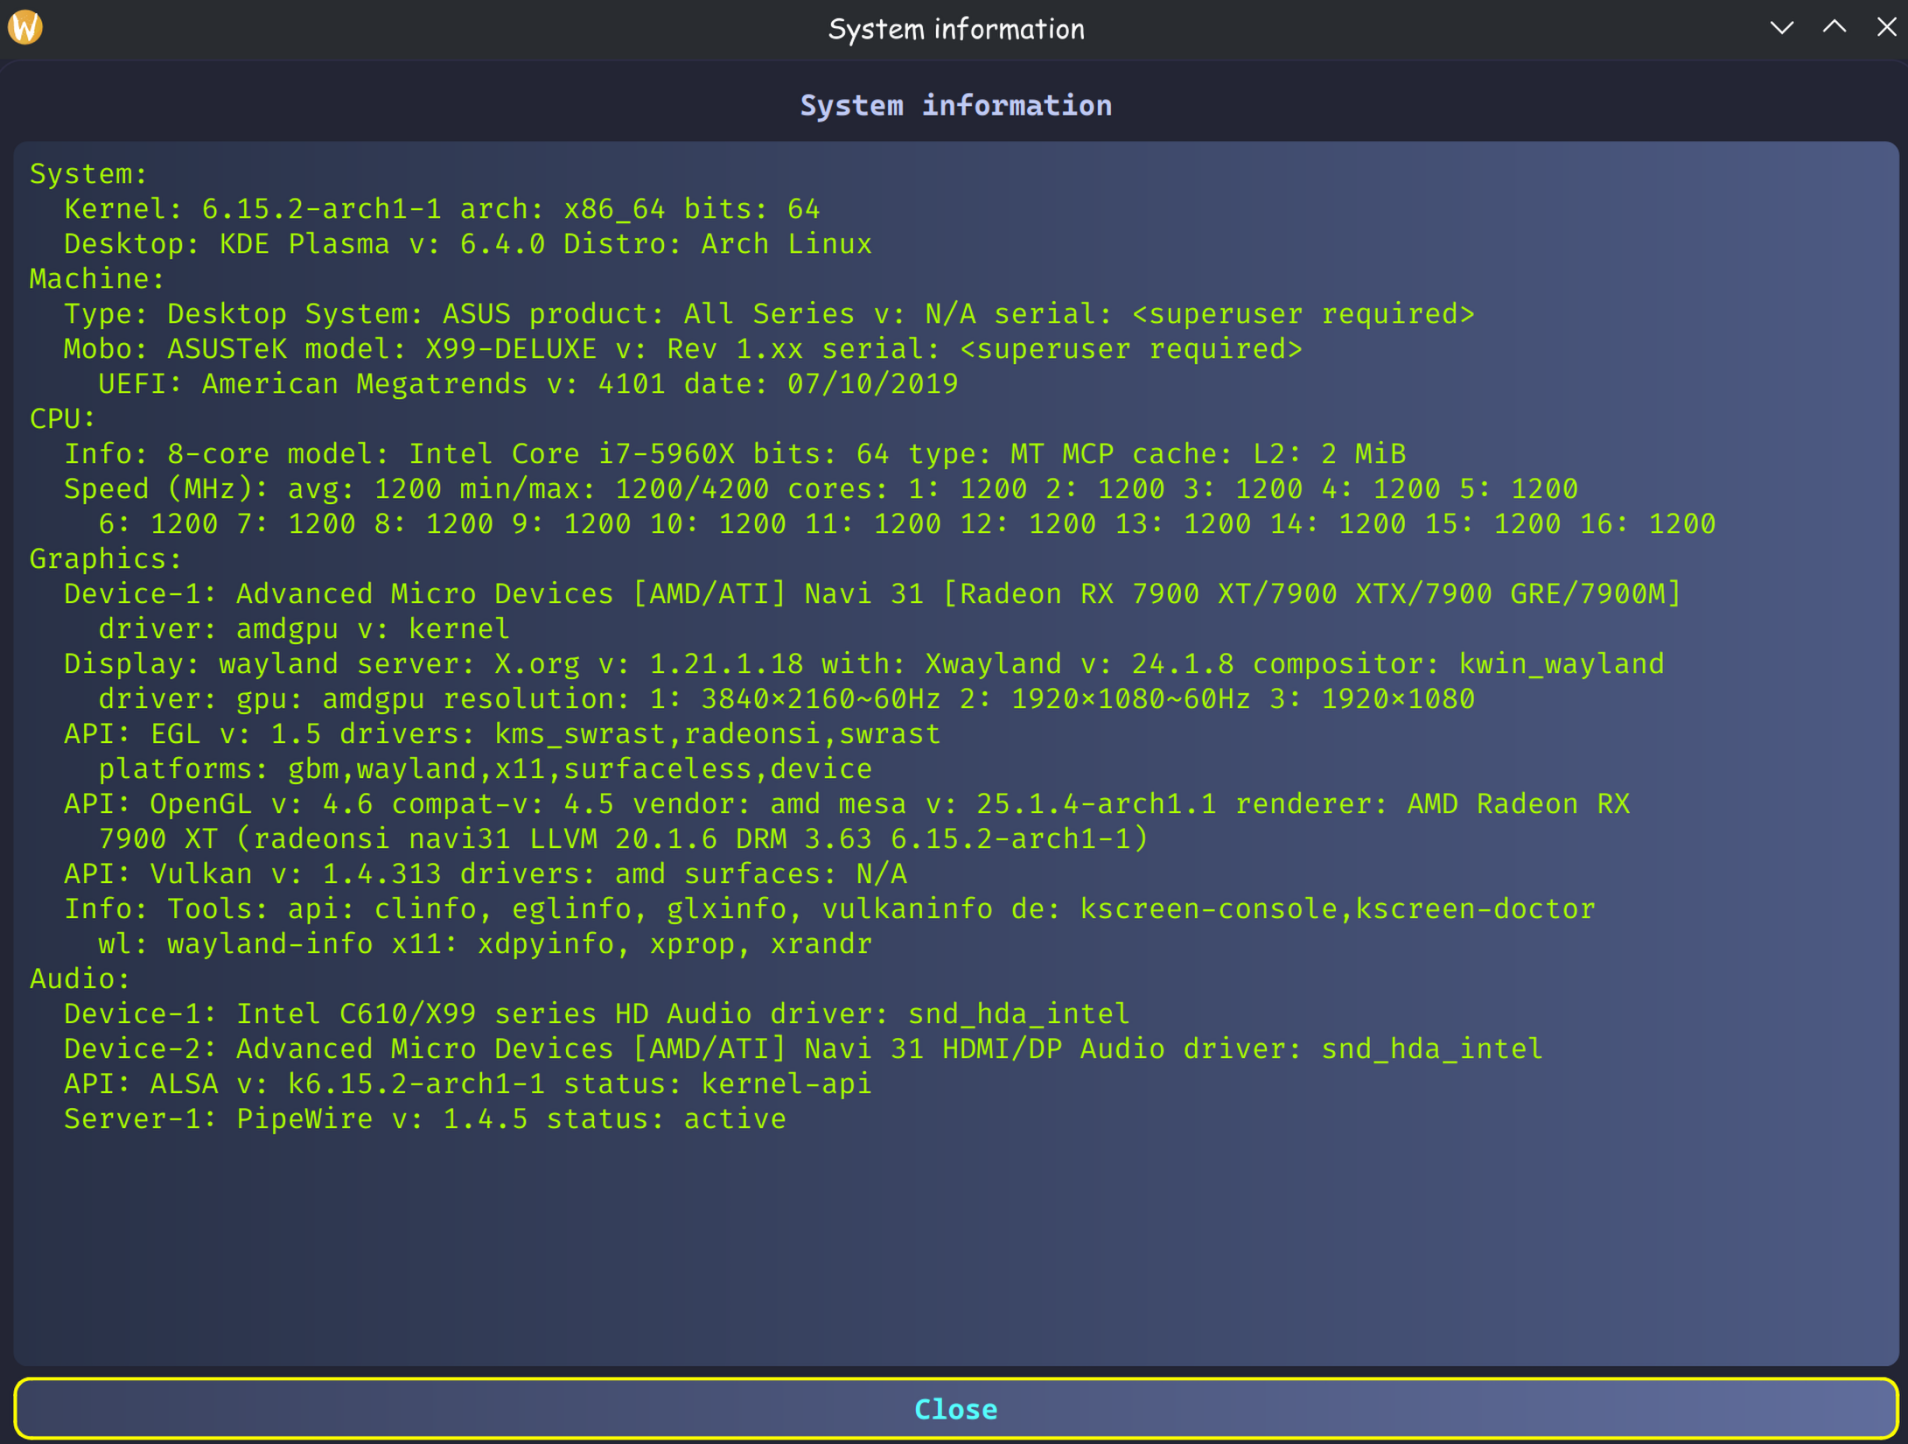 System information
System information
System:
  Kernel: 6.15.2-arch1-1 arch: x86_64 bits: 64
  Desktop: KDE Plasma v: 6.4.0 Distro: Arch Linux
Machine:
  Type: Desktop System: ASUS product: All Series v: N/A serial: <superuser required>
  Mobo: ASUSTeK model: X99-DELUXE v: Rev 1.xx serial: <superuser required>
    UEFI: American Megatrends v: 4101 date: 07/10/2019
CPU:
  Info: 8-core model: Intel Core i7-5960X bits: 64 type: MT MCP cache: L2: 2 MiB
  Speed (MHz): avg: 1200 min/max: 1200/4200 cores: 1: 1200 2: 1200 3: 1200 4: 1200 5: 1200
    6: 1200 7: 1200 8: 1200 9: 1200 10: 1200 11: 1200 12: 1200 13: 1200 14: 1200 15: 1200 16: 1200
Graphics:
  Device-1: Advanced Micro Devices [AMD/ATI] Navi 31 [Radeon RX 7900 XT/7900 XTX/7900 GRE/7900M]
    driver: amdgpu v: kernel
  Display: wayland server: X.org v: 1.21.1.18 with: Xwayland v: 24.1.8 compositor: kwin_wayland
    driver: gpu: amdgpu resolution: 1: 3840×2160~60Hz 2: 1920×1080~60Hz 3: 1920×1080
  API: EGL v: 1.5 drivers: kms_swrast,radeonsi,swrast
    platforms: gbm,wayland,x11,surfaceless,device
  API: OpenGL v: 4.6 compat-v: 4.5 vendor: amd mesa v: 25.1.4-arch1.1 renderer: AMD Radeon RX
    7900 XT (radeonsi navi31 LLVM 20.1.6 DRM 3.63 6.15.2-arch1-1)
  API: Vulkan v: 1.4.313 drivers: amd surfaces: N/A
  Info: Tools: api: clinfo, eglinfo, glxinfo, vulkaninfo de: kscreen-console,kscreen-doctor
    wl: wayland-info x11: xdpyinfo, xprop, xrandr
Audio:
  Device-1: Intel C610/X99 series HD Audio driver: snd_hda_intel
  Device-2: Advanced Micro Devices [AMD/ATI] Navi 31 HDMI/DP Audio driver: snd_hda_intel
  API: ALSA v: k6.15.2-arch1-1 status: kernel-api
  Server-1: PipeWire v: 1.4.5 status: active
Close